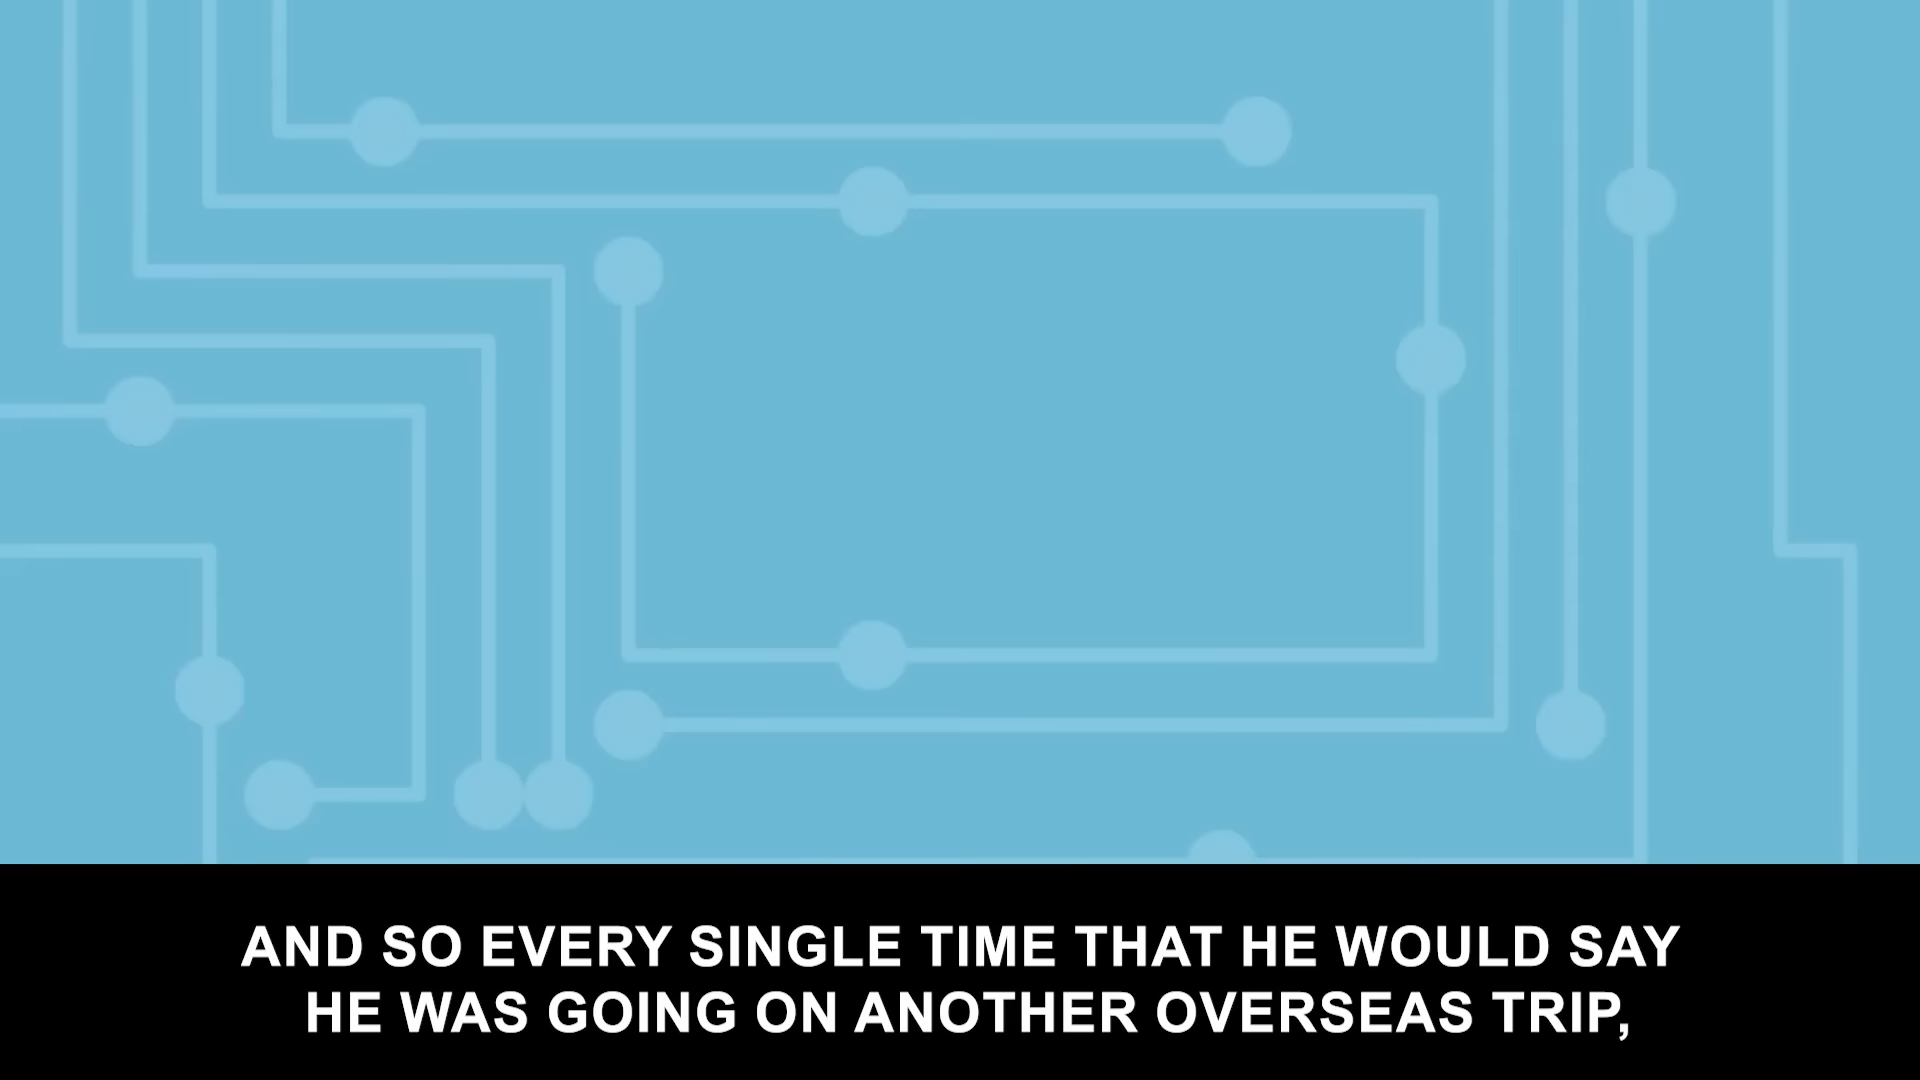 AND SO EVERY SINGLE TIME THAT HE WOULD SAY
HE WAS GOING ON ANOTHER OVERSEAS TRIP,